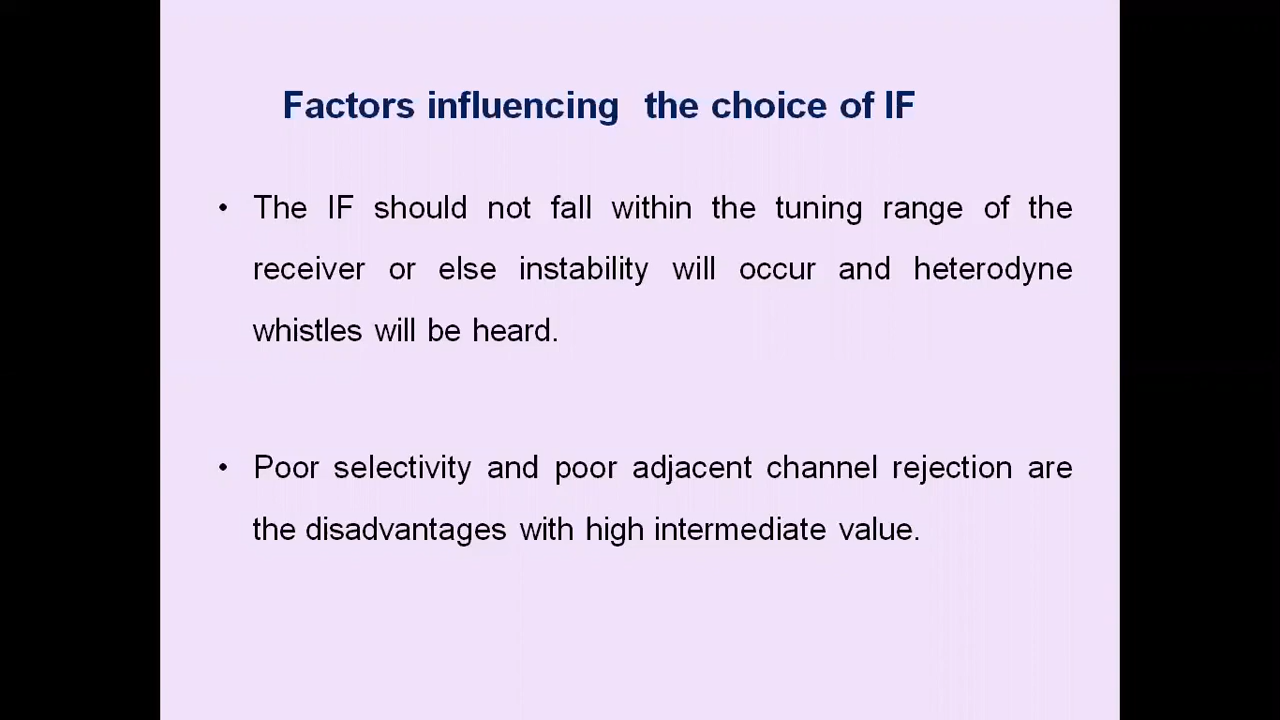 Factors influencing the choice of IF
• The IF should not fall within the tuning range of the
receiver or else instability will occur and heterodyne
whistles will be heard.
• Poor selectivity and poor adjacent channel rejection are
the disadvantages with high intermediate value.